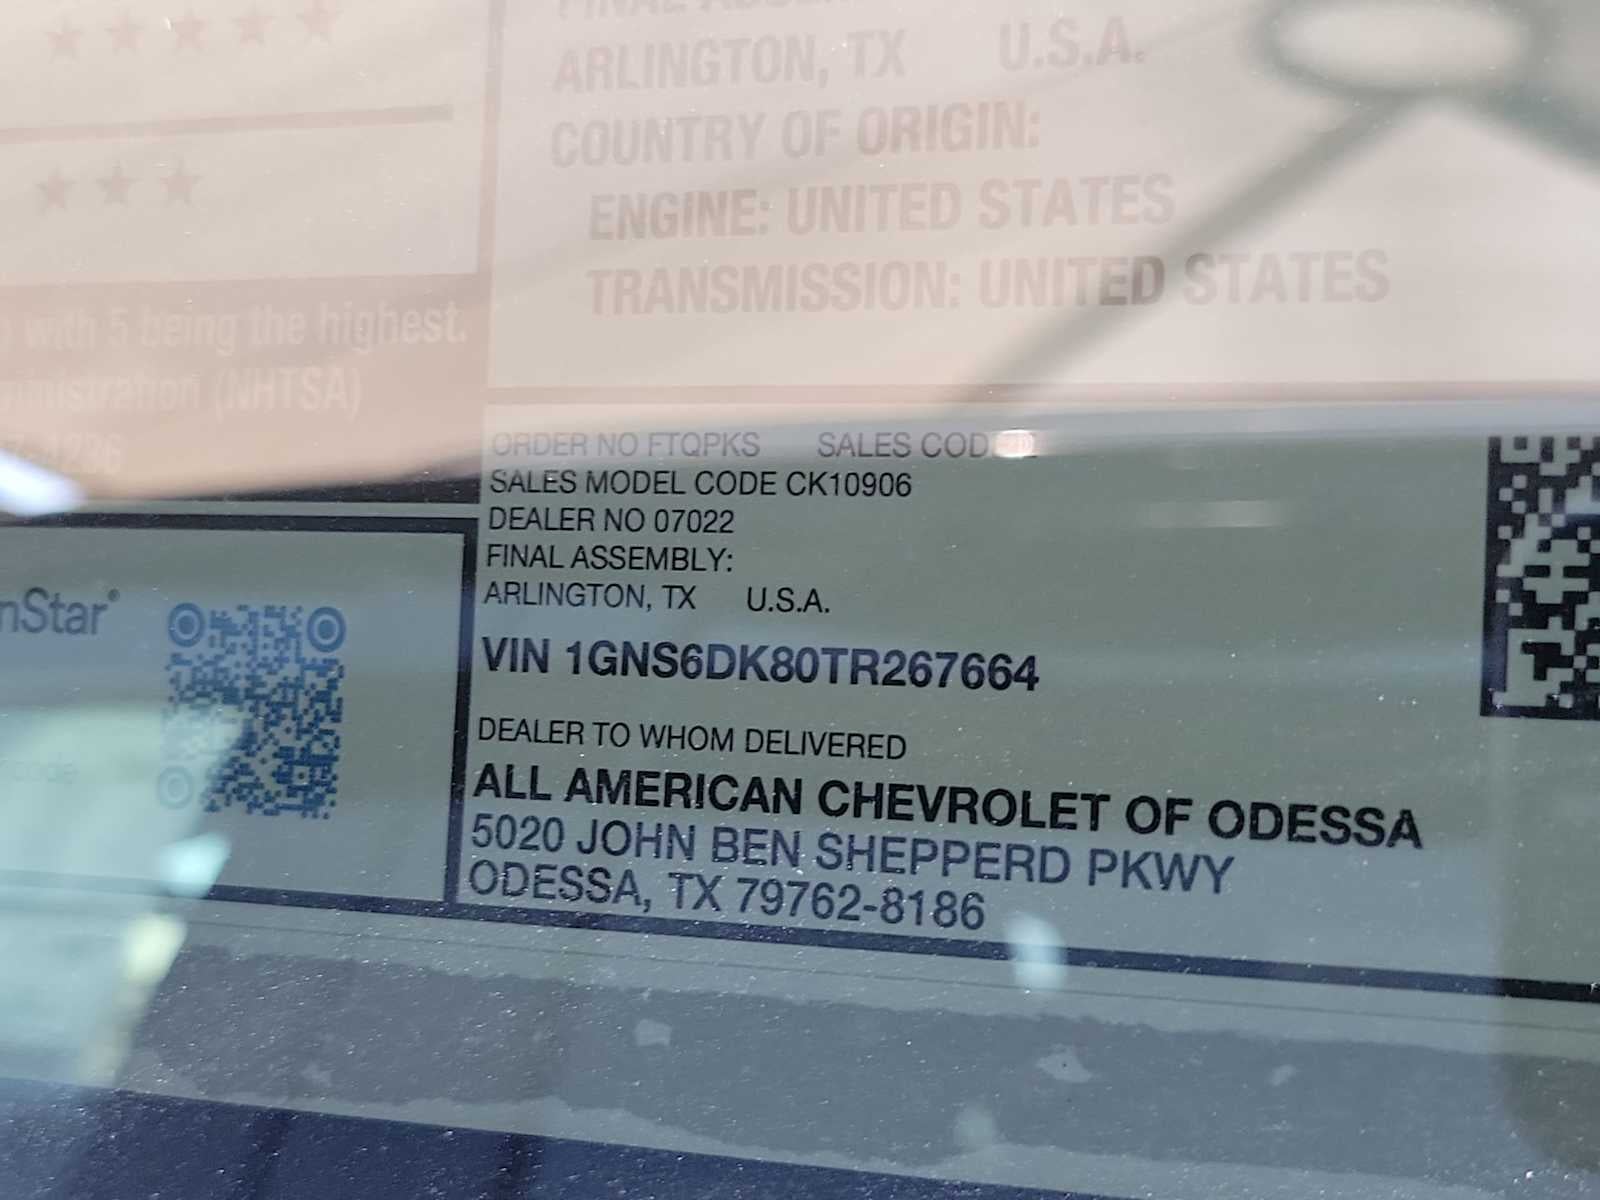 ARLINGTON, TX U.S.A.
COUNTRY OF ORIGIN:
ENGINE: UNITED STATES
TRANSMISSION: UNITED STATES
with 5 being the highest.
(NHTSA)
ORDER NO FTQPKS SALES
SALES MODEL CODE CK10906
DEALER NO 07022
FINAL ASSEMBLY:
ARLINGTON, TX U.S.A.
VIN 1GNS6DK80TR267664
DEALER TO WHOM DELIVERED
ALL AMERICAN CHEVROLET OF ODESSA
5020 JOHN BEN SHEPPERD PKWY
ODESSA, TX 79762-8186
nStar®